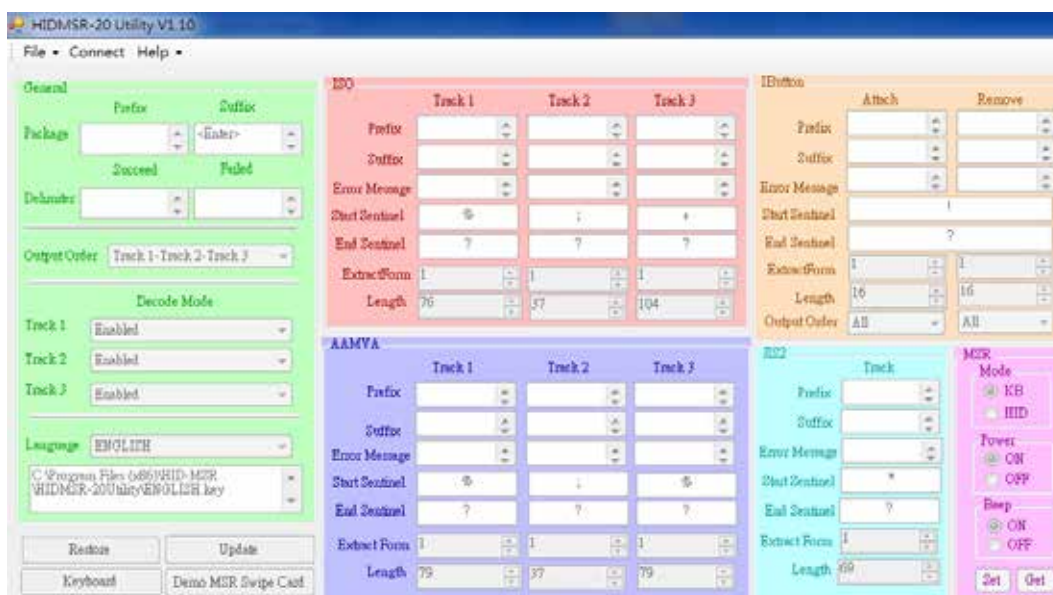 HIDMSR-20 Utility V1.10
File Connect Help
General
Prefix Suffix
Package <Enter>
Succeed Failed
Delimiter
Output Order Track 1-Track 2-Track 3
Decode Mode
Track 1 Enabled
Track 2 Enabled
Track 3 Enabled
Language ENGLISH
C:\Program Files (x86)\HID-MSR
\HIDMSR-20Utility\ENGLISH.key
Restore Update
Keyboard Demo MSR Swipe Card
ISO
Track 1 Track 2 Track 3
Prefix
Suffix
Error Message
Start Sentinel % ; +
End Sentinel ? ? ?
ExtractForm 1 1 1
Length 76 37 104
AAMVA
Track 1 Track 2 Track 3
Prefix
Suffix
Error Message
Start Sentinel % ; %
End Sentinel ? ? ?
Extract Form 1 1 1
Length 79 37 79
IButton
Attach Remove
Prefix
Suffix
Error Message
Start Sentinel !
End Sentinel ?
ExtractForm 1 1
Length 16 16
Output Order All All
RS2
Track
Prefix
Suffix
Error Message
Start Sentinel *
End Sentinel ?
Extract Form 1
Length 69
MSR
Mode
KB
HID
Power
ON
OFF
Beep
ON
OFF
Set Get